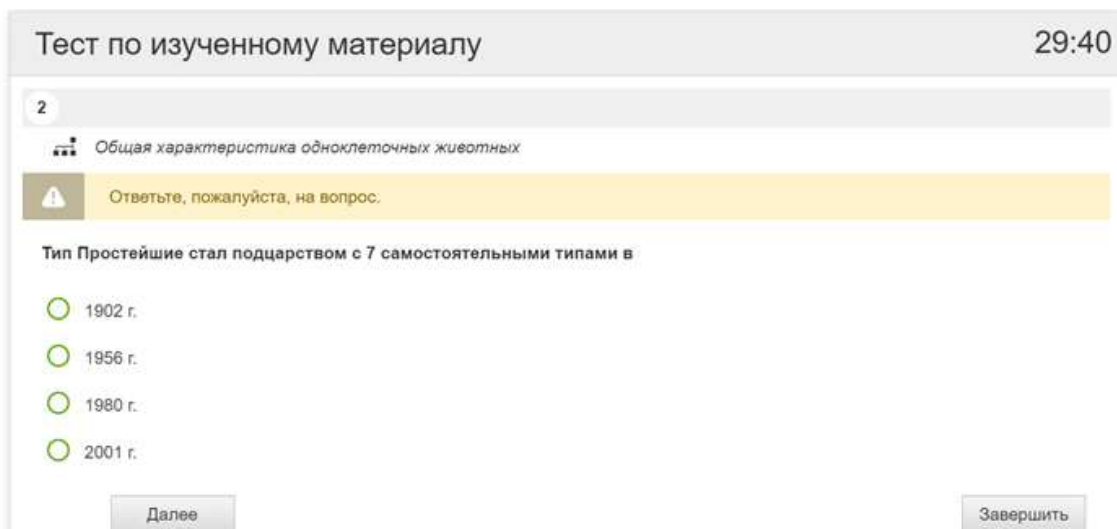 Тест по изученному материалу 29:40
2
Общая характеристика одноклеточных животных
Ответьте, пожалуйста, на вопрос.
Тип Простейшие стал подцарством с 7 самостоятельными типами в
1902 г.
1956 г.
1980 г.
2001 г.
Далее Завершить